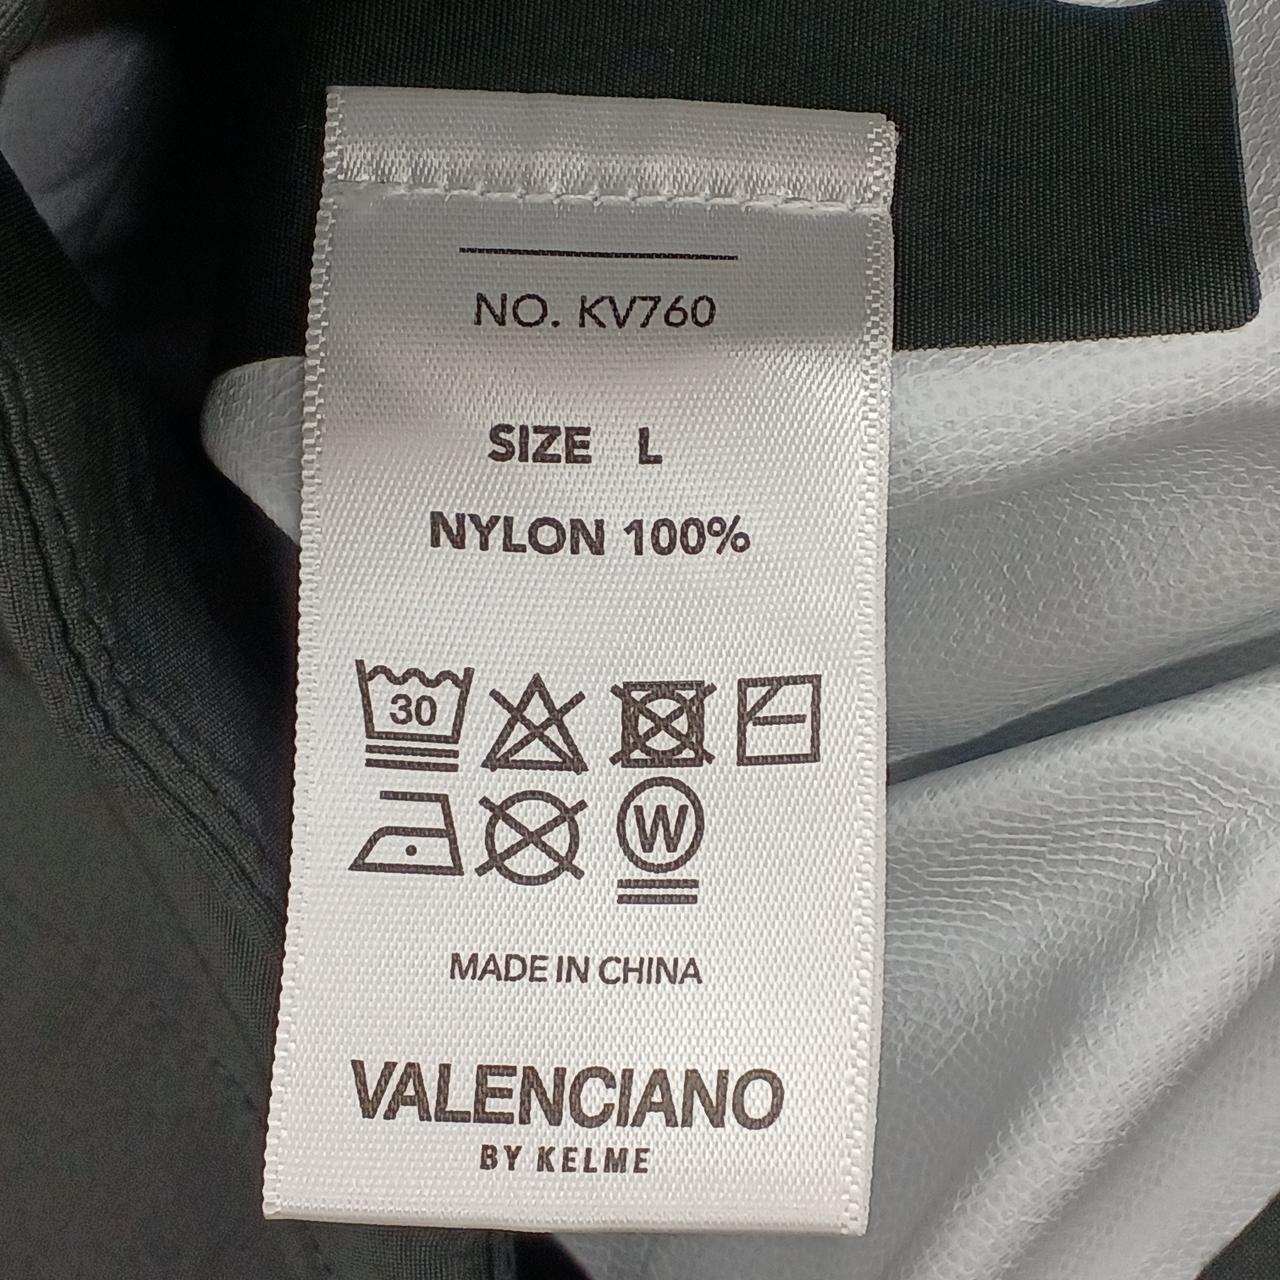 NO. KV760
SIZE L
NYLON 100%
30
W
MADE IN CHINA
VALENCIANO
BY KELME